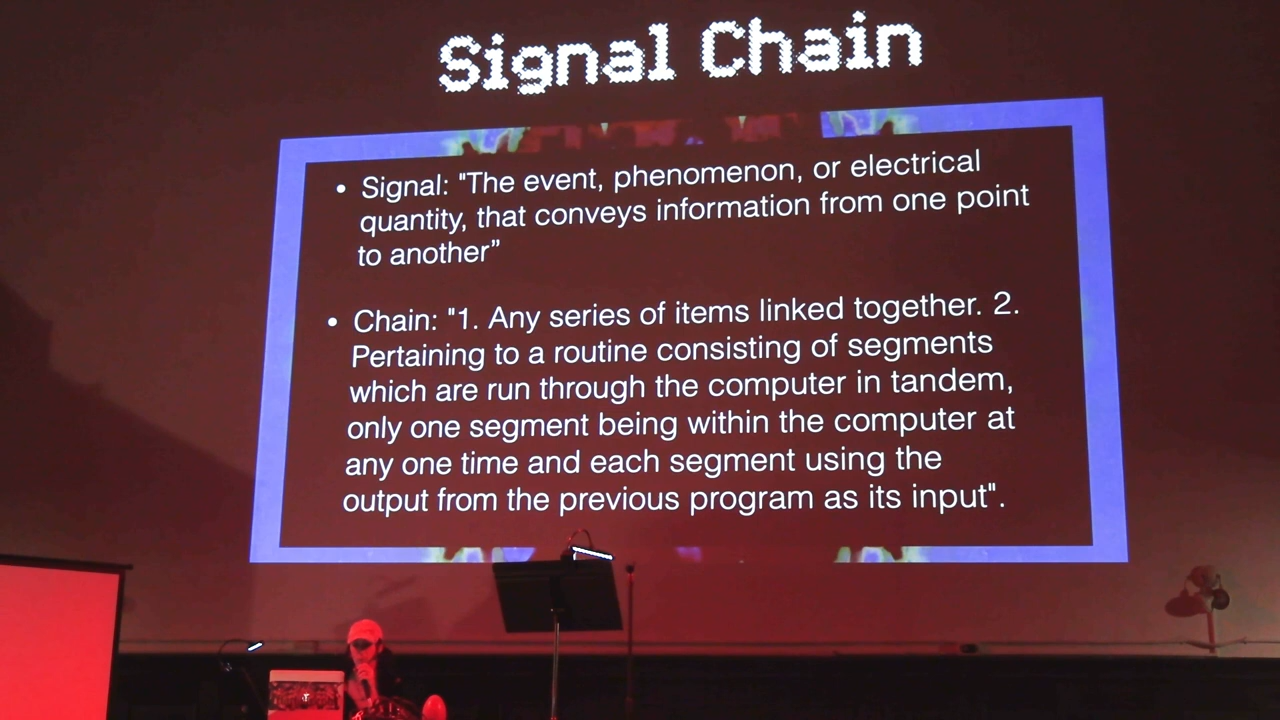 Signal Chain
• Signal: "The event, phenomenon, or electrical
quantity, that conveys information from one point
to another”
• Chain: "1. Any series of items linked together. 2.
Pertaining to a routine consisting of segments
which are run through the computer in tandem,
only one segment being within the computer at
any one time and each segment using the
output from the previous program as its input".